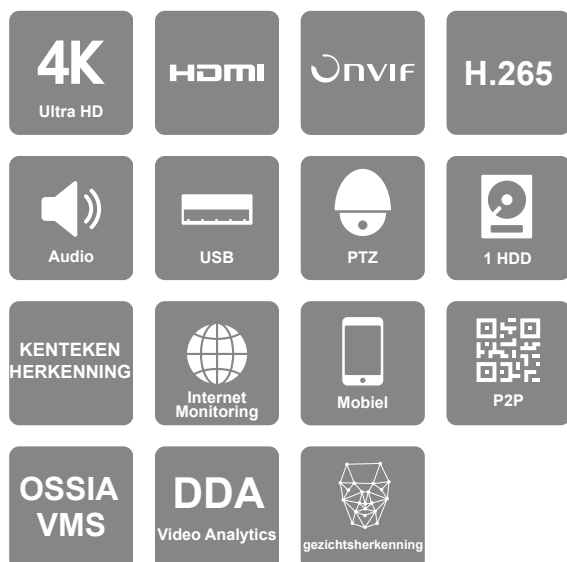 4K
Ultra HD
HDMI
ONVIF
H.265
Audio
USB
PTZ
1 HDD
KENTEKEN
HERKENNING
Internet
Monitoring
Mobiel
P2P
OSSIA
VMS
DDA
Video Analytics
gezichtsherkenning